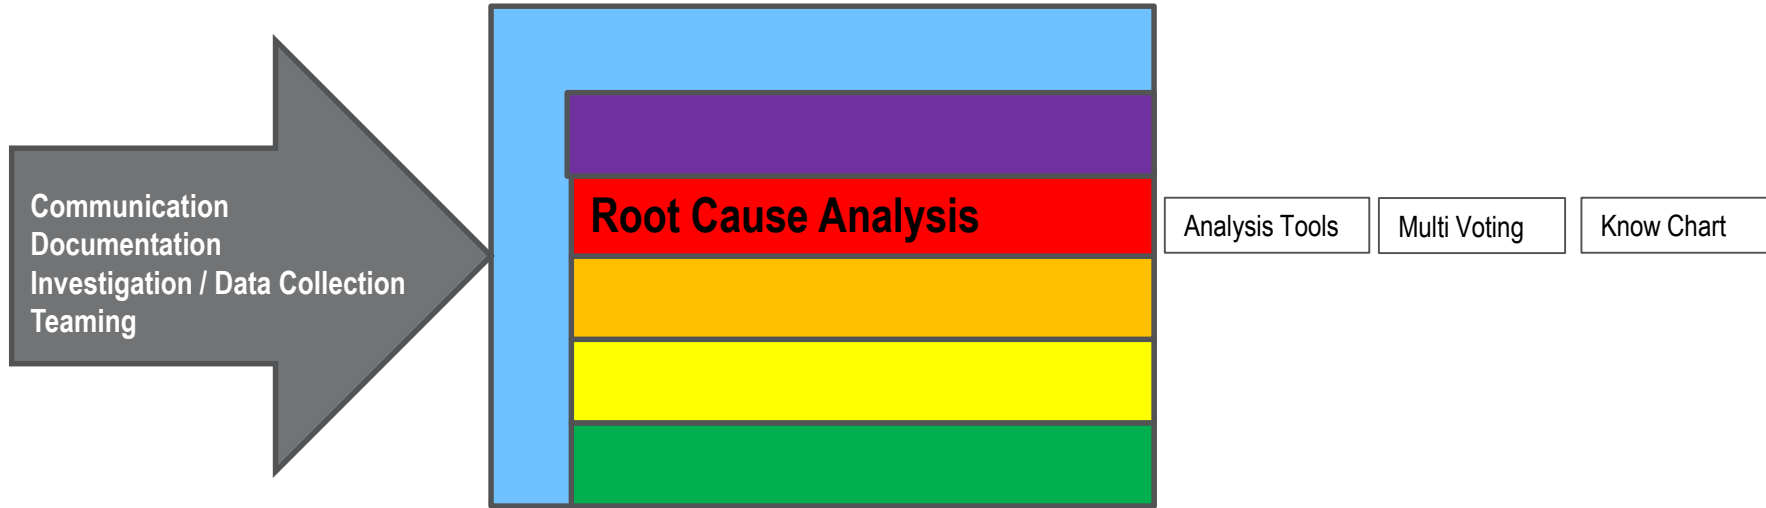 Communication
Documentation
Investigation / Data Collection
Teaming
Root Cause Analysis
Analysis Tools
Multi Voting
Know Chart